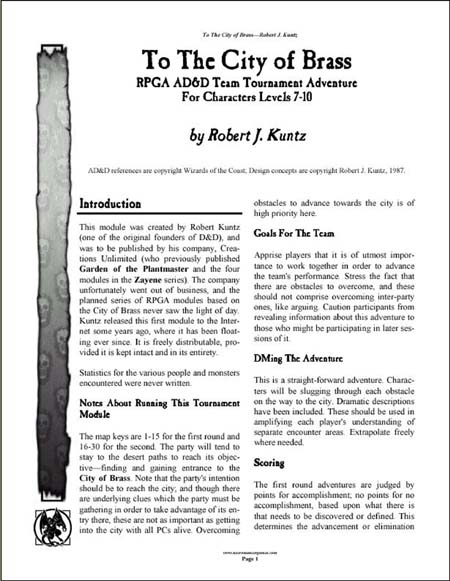 To The City of Brass—Robert J. Kuntz
To The City of Brass
RPGA AD&D Team Tournament Adventure
For Characters Levels 7-10
by Robert J. Kuntz
AD&D references are copyright Wizards of the Coast; Design concepts are copyright Robert J. Kuntz, 1987.
Introduction
This module was created by Robert Kuntz
(one of the original founders of D&D), and
was to be published by his company, Crea-
tions Unlimited (who previously published
Garden of the Plantmaster and the four
modules in the Zayene series). The company
unfortunately went out of business, and the
planned series of RPGA modules based on
the City of Brass never saw the light of day.
Kuntz released this first module to the Inter-
net some years ago, where it has been float-
ing ever since. It is freely distributable, pro-
vided it is kept intact and in its entirety.
Statistics for the various people and monsters
encountered were never written.
Notes About Running This Tournament
Module
The map keys are 1-15 for the first round and
16-30 for the second. The party will tend to
stay to the desert paths to reach its objec-
tive—finding and gaining entrance to the
City of Brass. Note that the party's intention
should be to reach the city, and though there
are underlying clues which the party must be
gathering in order to take advantage of its en-
try there, these are not as important as getting
into the city with all PCs alive. Overcoming
obstacles to advance towards the city is of
high priority here.
Goals For The Team
Apprise players that it is of utmost impor-
tance to work together in order to advance
the team's performance. Stress the fact that
there are obstacles to overcome, and these
should not comprise overcoming inter-party
ones, like arguing. Caution participants from
revealing information about this adventure to
those who might be participating in later ses-
sions of it.
DMing The Adventure
This is a straight-forward adventure. Charac-
ters will be slugging through each obstacle
on the way to the city. Dramatic descriptions
have been included. These should be used in
amplifying each player's understanding of
separate encounter areas. Extrapolate freely
where needed.
Scoring
The first round adventures are judged by
points for accomplishment; no points for no
accomplishment, based upon what there is
that needs to be discovered or defined. This
determines the advancement or elimination
Page 1